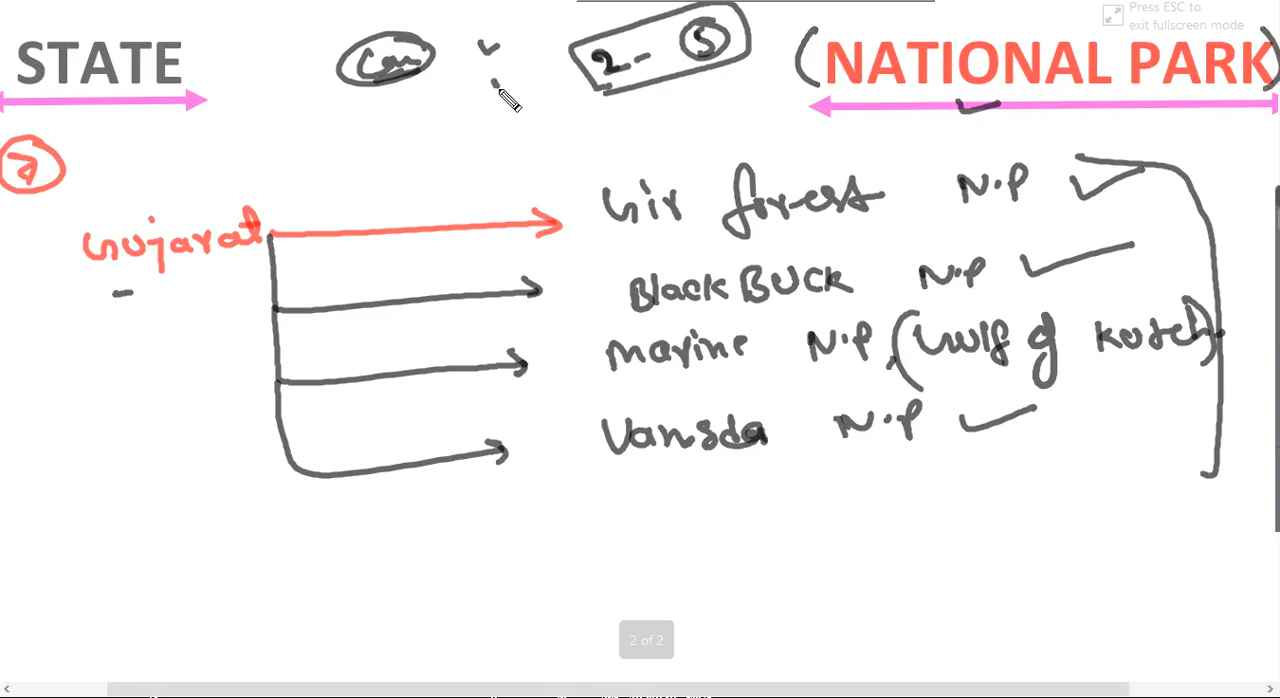 Press ESC to
exit fullscreen mode
STATE 2 - 5 (NATIONAL PARK)
7
Gujarat
Gir forest N.P
Black BUCK N.P
Marine N.P (Gulf of Kutch)
Vansda N.P
2 of 2